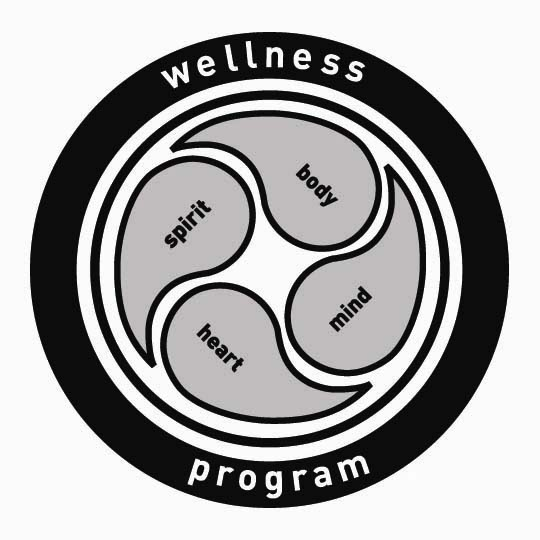 wellness
body
spirit
mind
heart
program